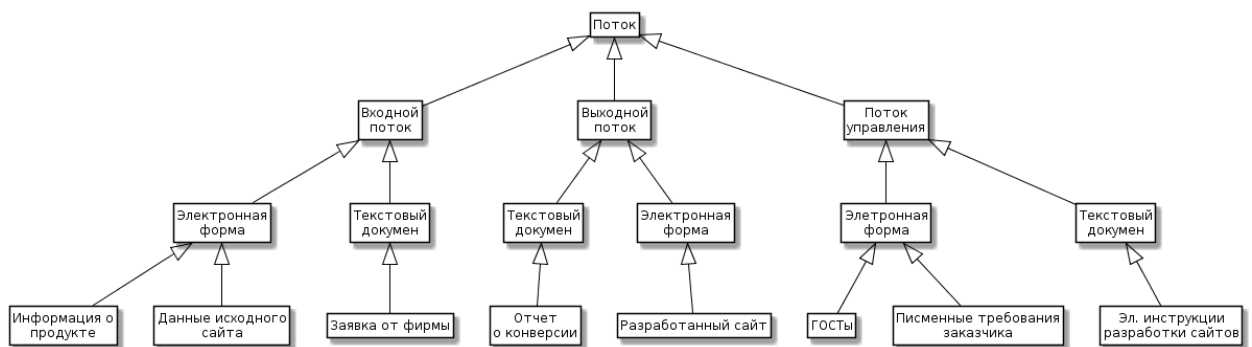 Поток
Входной
поток
Выходной
поток
Поток
управления
Электронная
форма
Текстовый
докумен
Текстовый
докумен
Электронная
форма
Элетронная
форма
Текстовый
докумен
Информация о
продукте
Данные исходного
сайта
Заявка от фирмы
Отчет
о конверсии
Разработанный сайт
ГОСТы
Писменные требования
заказчика
Эл. инструкции
разработки сайтов